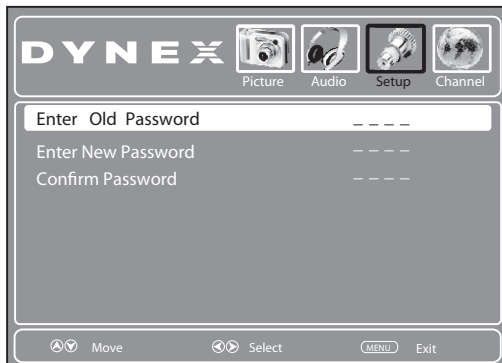 DYNEX
Picture Audio Setup Channel
Enter Old Password _ _ _ _
Enter New Password _ _ _ _
Confirm Password _ _ _ _
Move Select MENU Exit